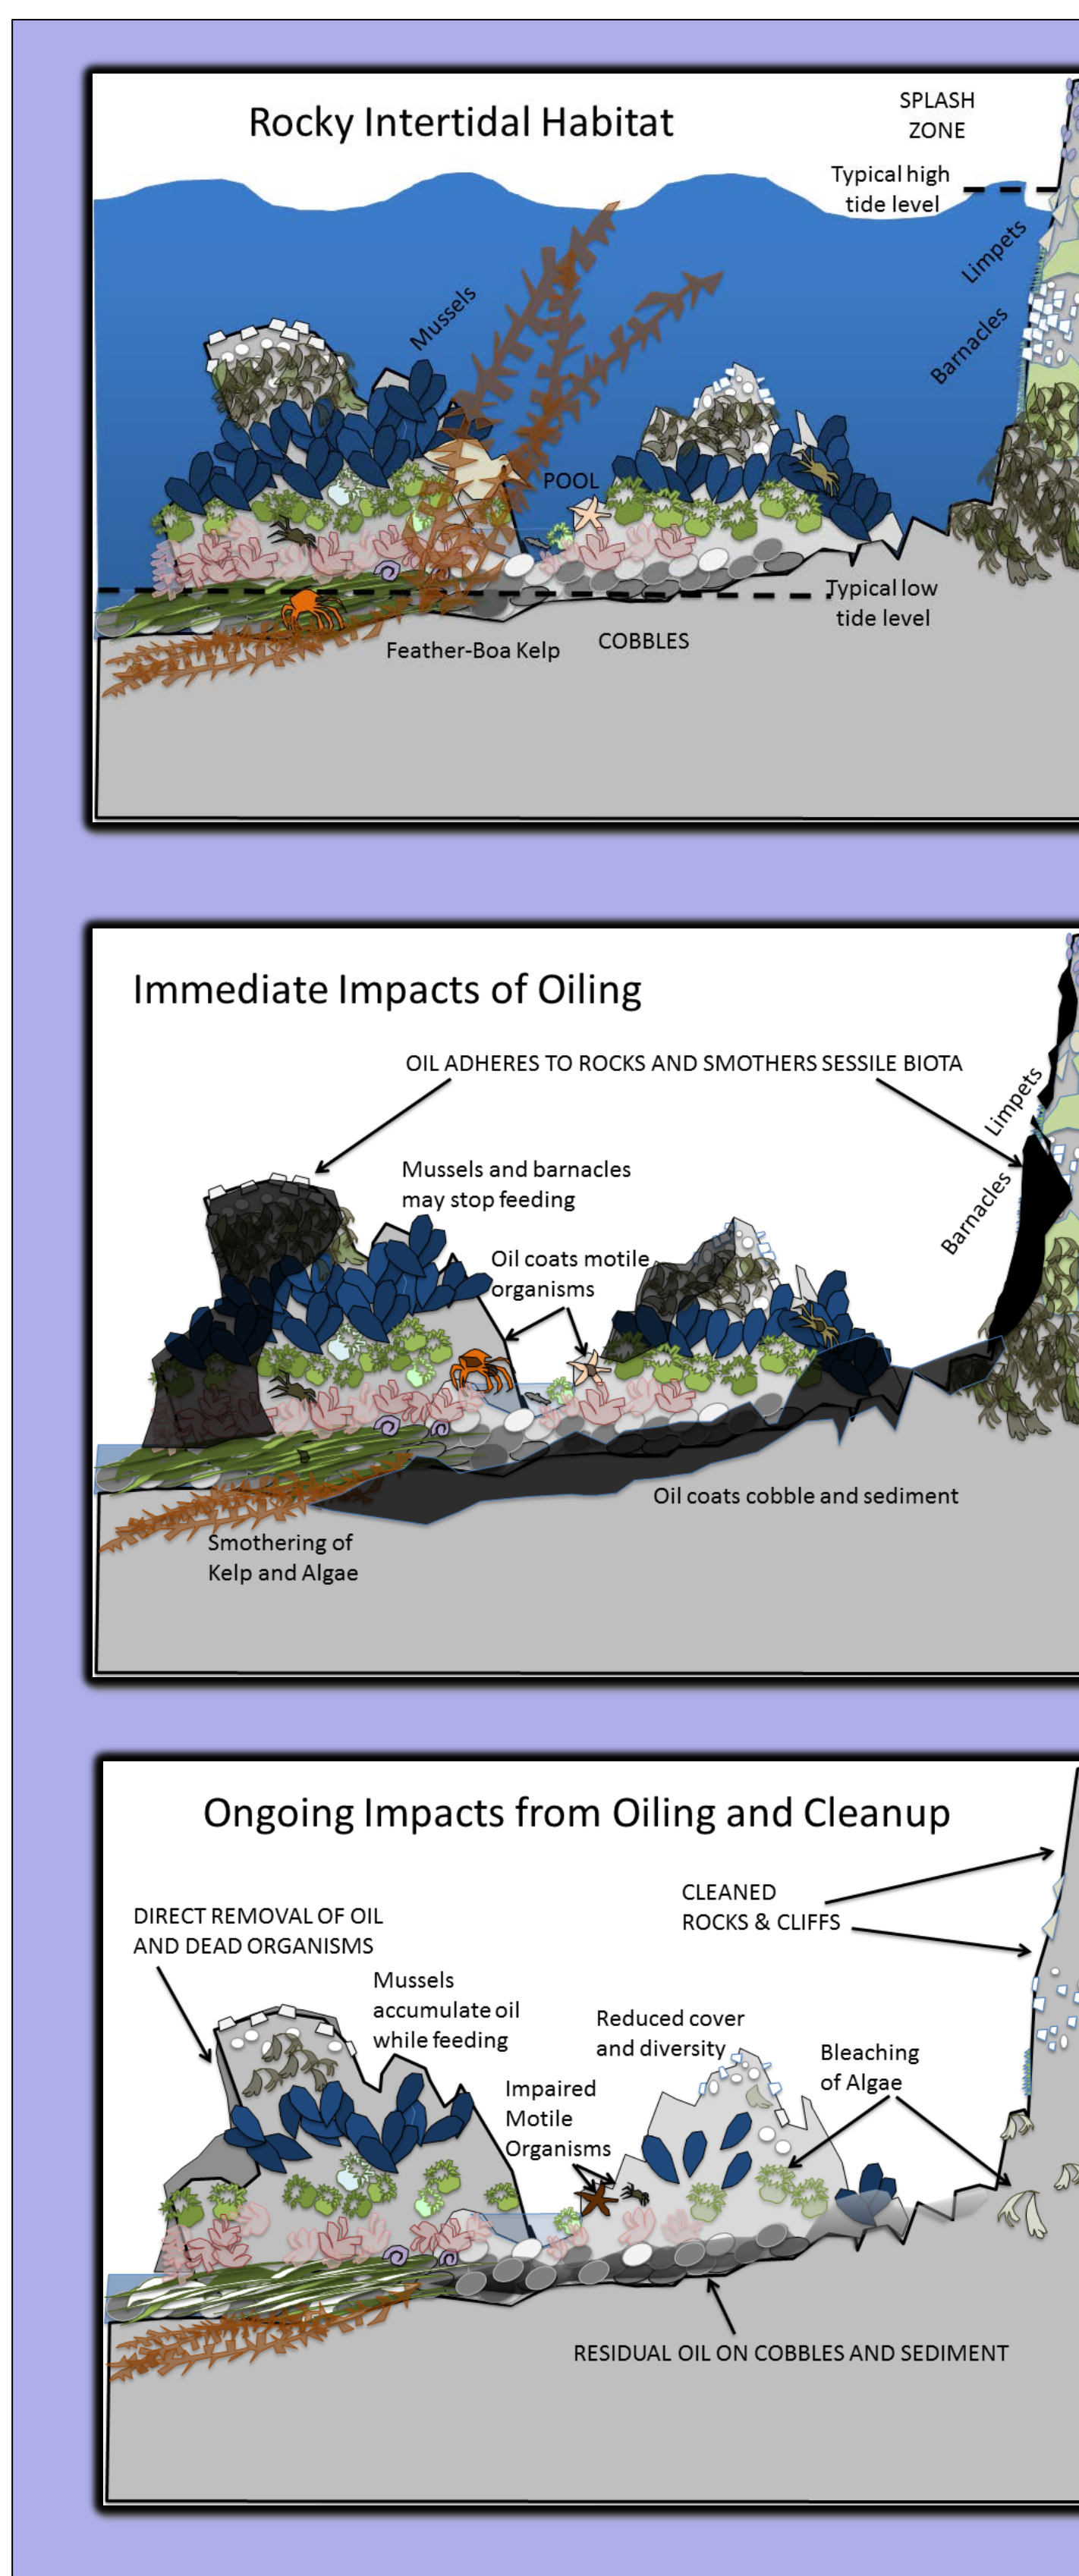 Rocky Intertidal Habitat
SPLASH
ZONE
Typical high
tide level
Limpets
Mussels
Barnacles
POOL
Typical low
tide level
COBBLES
Feather-Boa Kelp
Immediate Impacts of Oiling
OIL ADHERES TO ROCKS AND SMOTHERS SESSILE BIOTA
Limpets
Mussels and barnacles
may stop feeding
Barnacles
Oil coats motile
organisms
Oil coats cobble and sediment
Smothering of
Kelp and Algae
Ongoing Impacts from Oiling and Cleanup
CLEANED
ROCKS & CLIFFS
DIRECT REMOVAL OF OIL
AND DEAD ORGANISMS
Mussels
accumulate oil
while feeding
Reduced cover
and diversity
Bleaching
of Algae
Impaired
Motile
Organisms
RESIDUAL OIL ON COBBLES AND SEDIMENT